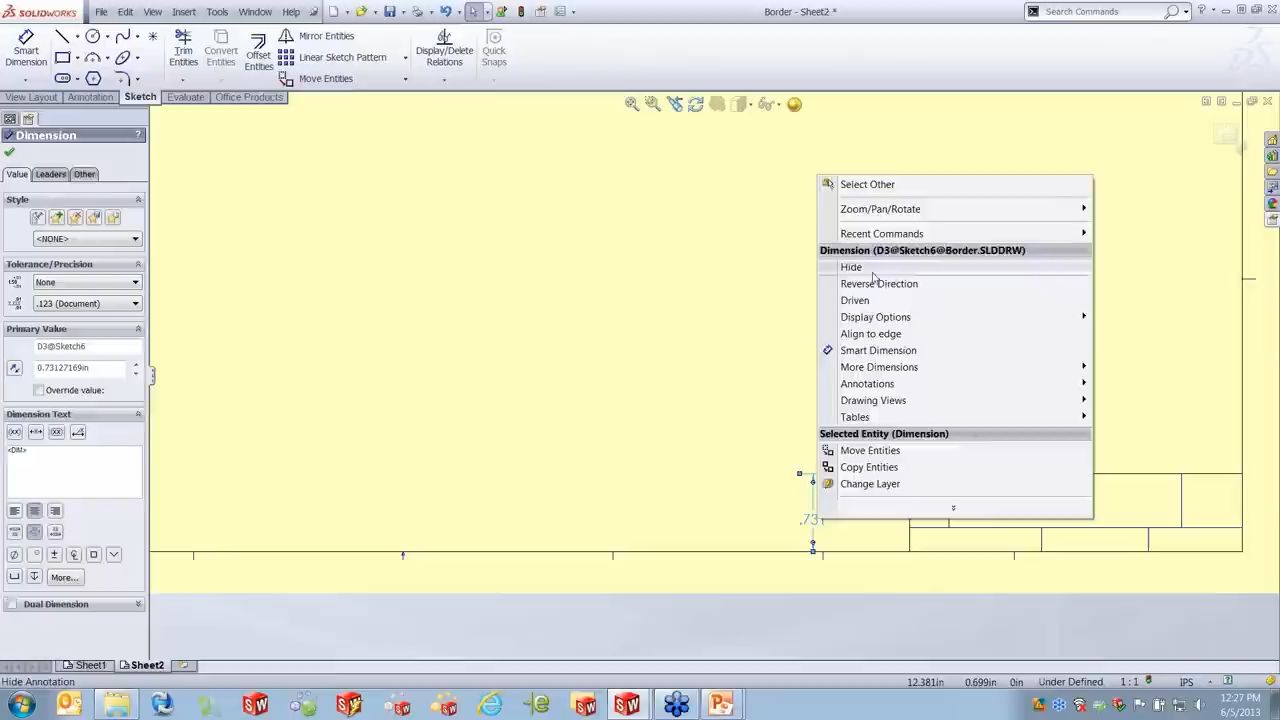 SOLIDWORKS
File
Edit
View
Insert
Tools
Window
Help
Border - Sheet2 *
Search Commands
Smart
Dimension
Trim
Entities
Convert
Entities
Offset
Entities
Mirror Entities
Linear Sketch Pattern
Move Entities
Display/Delete
Relations
Quick
Snaps
View Layout
Annotation
Sketch
Evaluate
Office Products
Dimension
?
Value
Leaders
Other
Style
<NONE>
Tolerance/Precision
None
.123 (Document)
Primary Value
D3@Sketch6
0.73127169in
Override value:
Dimension Text
<DIM>
More...
Dual Dimension
Select Other
Zoom/Pan/Rotate
Recent Commands
Dimension (D3@Sketch6@Border.SLDDRW)
Hide
Reverse Direction
Driven
Display Options
Align to edge
Smart Dimension
More Dimensions
Annotations
Drawing Views
Tables
Selected Entity (Dimension)
Move Entities
Copy Entities
Change Layer
.731
Sheet1
Sheet2
Hide Annotation
12.381in
0.699in
0in
Under Defined
1 : 1
IPS
12:27 PM
6/5/2013